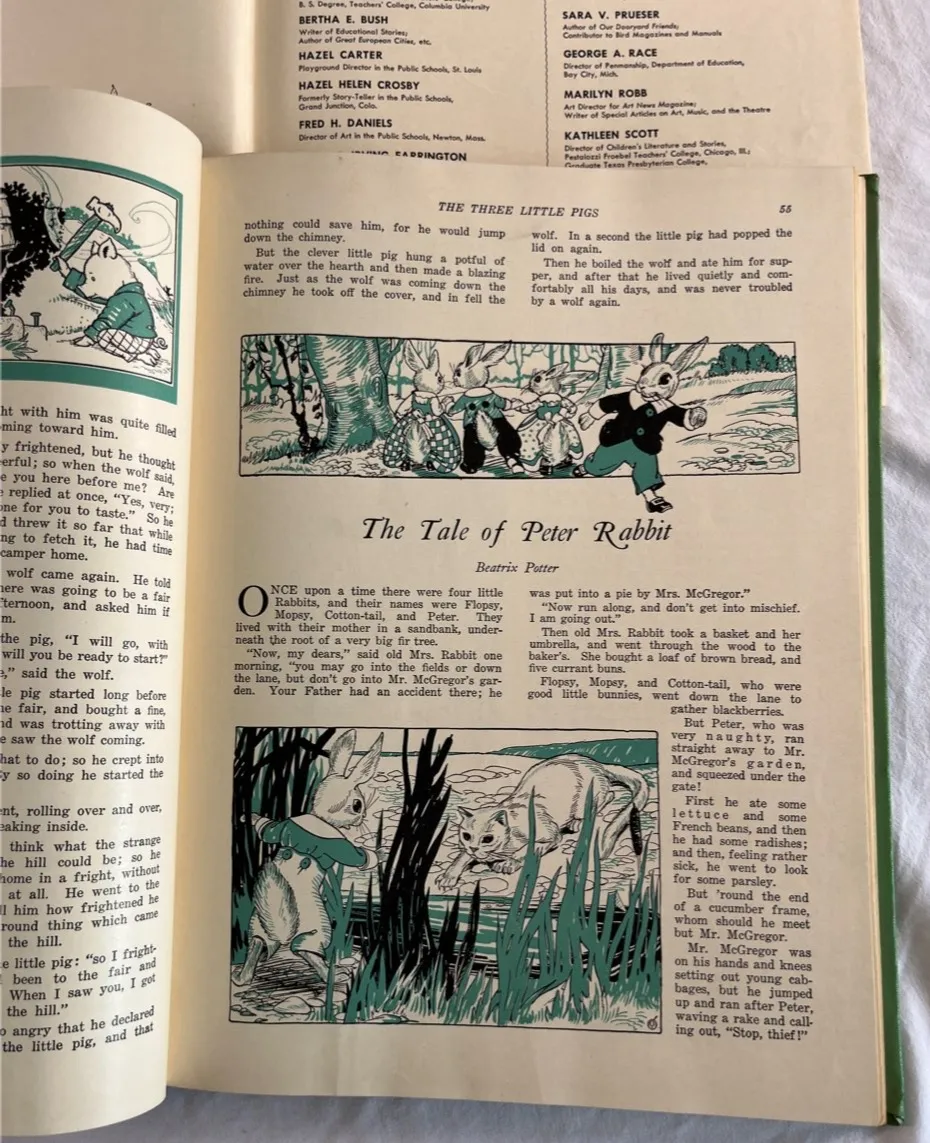 B. S. Degree, Teachers' College, Columbia University
BERTHA E. BUSH
Writer of Educational Stories;
Author of Great European Cities, etc.
HAZEL CARTER
Playground Director in the Public Schools, St. Louis
HAZEL HELEN CROSBY
Formerly Story-Teller in the Public Schools,
Grand Junction, Colo.
FRED H. DANIELS
Director of Art in the Public Schools, Newton, Mass.
IRVING FARRINGTON
SARA V. PRUESER
Author of Our Dooryard Friends;
Contributor to Bird Magazines and Manuals
GEORGE A. RACE
Director of Penmanship, Department of Education,
Bay City, Mich.
MARILYN ROBB
Art Director for Art News Magazine;
Writer of Special Articles on Art, Music, and the Theatre
KATHLEEN SCOTT
Director of Children's Literature and Stories,
Pestalozzi Froebel Teachers' College, Chicago, Ill.;
Graduate Texas Presbyterian College,
ht with him was quite filled
ming toward him.
y frightened, but he thought
erful; so when the wolf said,
e you here before me? Are
replied at once, "Yes, very;
ne for you to taste." So he
d threw it so far that while
ng to fetch it, he had time
camper home.
wolf came again. He told
here was going to be a fair
fternoon, and asked him if
m.
the pig, "I will go, with
will you be ready to start?"
," said the wolf.
le pig started long before
he fair, and bought a fine,
nd was trotting away with
e saw the wolf coming.
hat to do; so he crept into
y so doing he started the
ent, rolling over and over,
eaking inside.
think what the strange
he hill could be; so he
home in a fright, without
at all. He went to the
ll him how frightened he
round thing which came
the hill.
e little pig: "so I fright-
been to the fair and
When I saw you, I got
the hill."
o angry that he declared
the little pig, and that
THE THREE LITTLE PIGS 55
nothing could save him, for he would jump
down the chimney.
But the clever little pig hung a potful of
water over the hearth and then made a blazing
fire. Just as the wolf was coming down the
chimney he took off the cover, and in fell the
wolf. In a second the little pig had popped the
lid on again.
Then he boiled the wolf and ate him for sup-
per, and after that he lived quietly and com-
fortably all his days, and was never troubled
by a wolf again.
The Tale of Peter Rabbit
Beatrix Potter
ONCE upon a time there were four little
Rabbits, and their names were Flopsy,
Mopsy, Cotton-tail, and Peter. They
lived with their mother in a sandbank, under-
neath the root of a very big fir tree.
"Now, my dears," said old Mrs. Rabbit one
morning, "you may go into the fields or down
the lane, but don't go into Mr. McGregor's gar-
den. Your Father had an accident there; he
was put into a pie by Mrs. McGregor."
"Now run along, and don't get into mischief.
I am going out."
Then old Mrs. Rabbit took a basket and her
umbrella, and went through the wood to the
baker's. She bought a loaf of brown bread, and
five currant buns.
Flopsy, Mopsy, and Cotton-tail, who were
good little bunnies, went down the lane to
gather blackberries.
But Peter, who was
very naughty, ran
straight away to Mr.
McGregor's garden,
and squeezed under the
gate!
First he ate some
lettuce and some
French beans, and then
he had some radishes;
and then, feeling rather
sick, he went to look
for some parsley.
But 'round the end
of a cucumber frame,
whom should he meet
but Mr. McGregor.
Mr. McGregor was
on his hands and knees
setting out young cab-
bages, but he jumped
up and ran after Peter,
waving a rake and call-
ing out, "Stop, thief!"